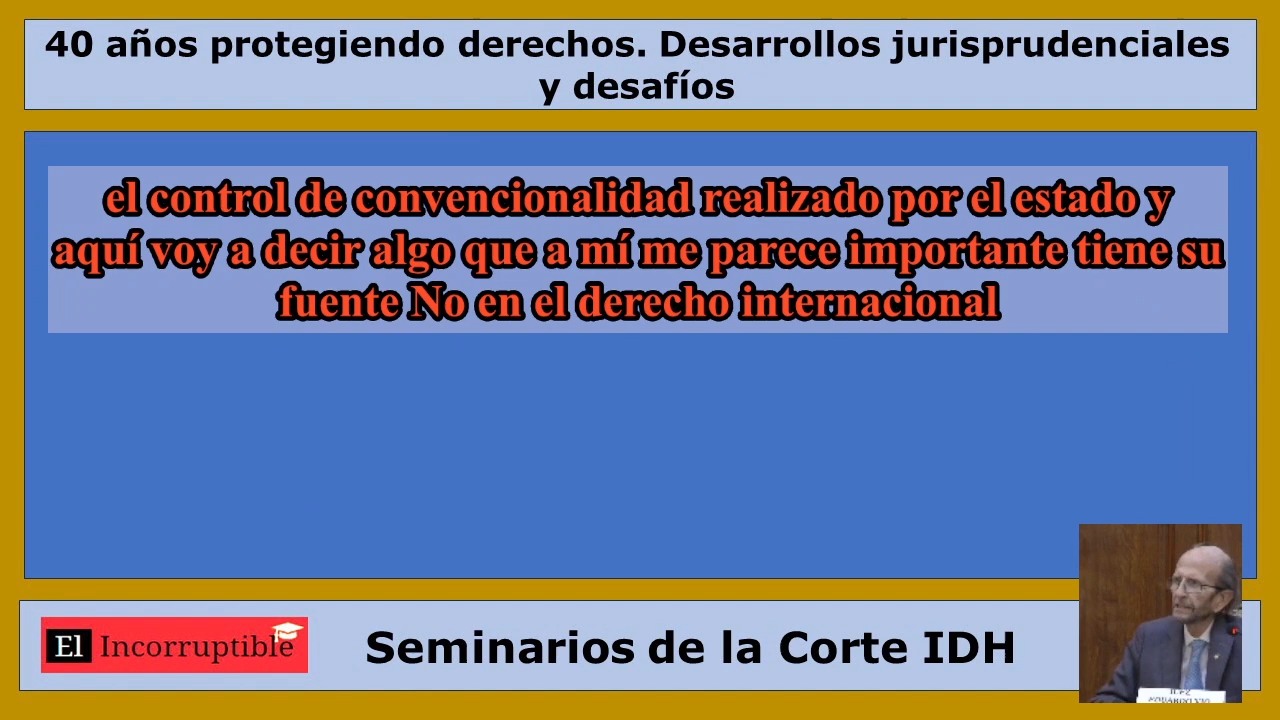 40 años protegiendo derechos. Desarrollos jurisprudenciales
y desafíos
el control de convencionalidad realizado por el estado y
aquí voy a decir algo que a mí me parece importante tiene su
fuente No en el derecho internacional
El Incorruptible
Seminarios de la Corte IDH